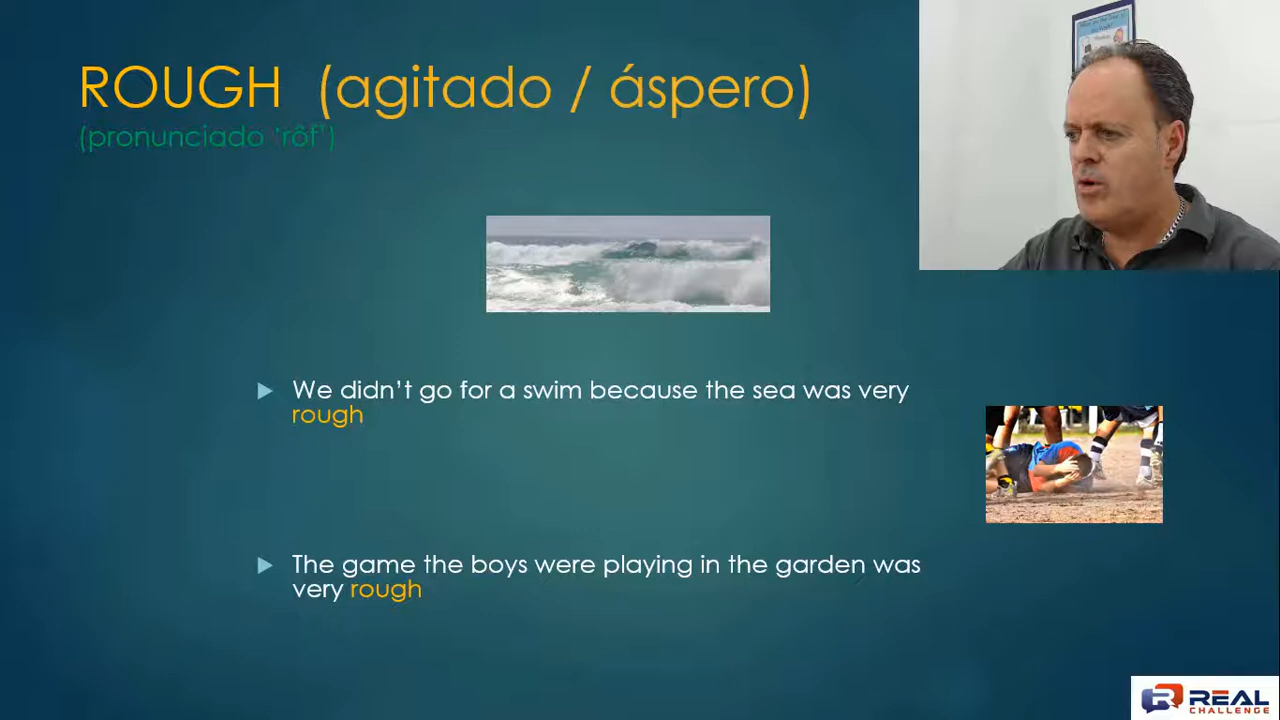 ROUGH (agitado / áspero)
(pronunciado ‘rôf’)
We didn’t go for a swim because the sea was very
rough
The game the boys were playing in the garden was
very rough
REAL
CHALLENGE